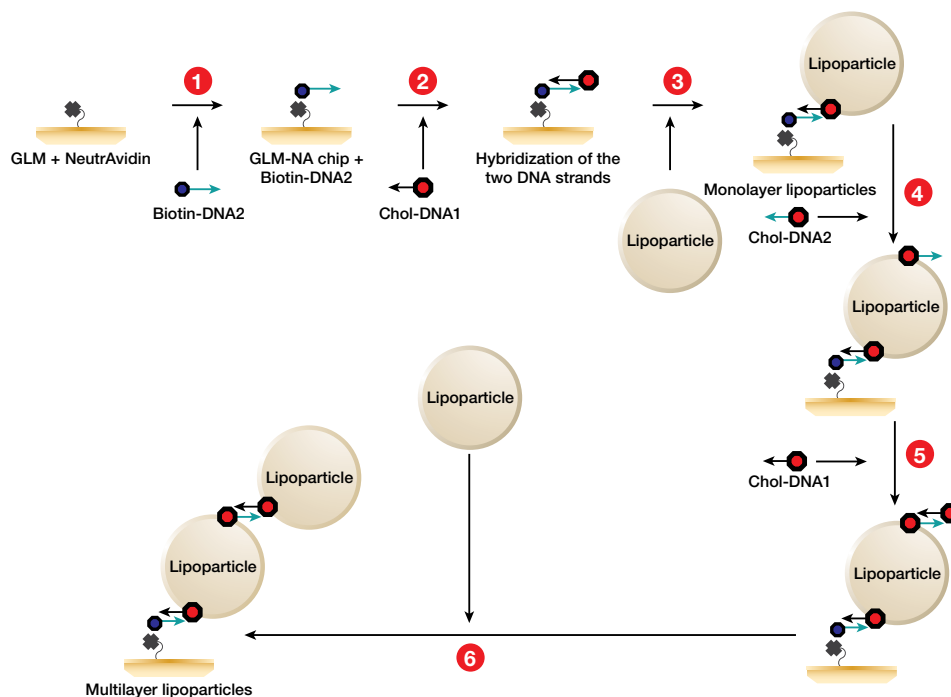 1
2
3
Lipoparticle
GLM + NeutrAvidin
GLM-NA chip +
Biotin-DNA2
Hybridization of the
two DNA strands
Monolayer lipoparticles
Biotin-DNA2
Chol-DNA1
Lipoparticle
4
Chol-DNA2
Lipoparticle
Lipoparticle
5
Chol-DNA1
Lipoparticle
Lipoparticle
Lipoparticle
6
Multilayer lipoparticles